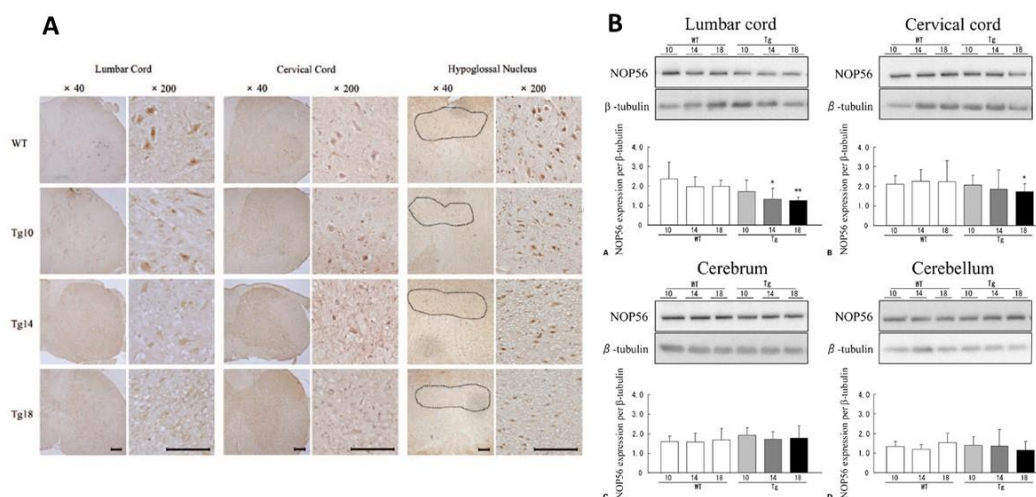 A
Lumbar Cord Cervical Cord Hypoglossal Nucleus
× 40 × 200 × 40 × 200 × 40 × 200
WT
Tg10
Tg14
Tg18
B
Lumbar cord
WT Tg
10 14 18 10 14 18
NOP56
β-tubulin
NOP56 expression per β-tubulin
4.0
3.0
2.0
1.0
0
* **
10 14 18 10 14 18
WT Tg
A
Cervical cord
WT Tg
10 14 18 10 14 18
NOP56
β-tubulin
NOP56 expression per β-tubulin
4.0
3.0
2.0
1.0
0
*
10 14 18 10 14 18
WT Tg
B
Cerebrum
WT Tg
10 14 18 10 14 18
NOP56
β-tubulin
NOP56 expression per β-tubulin
4.0
3.0
2.0
1.0
0
10 14 18 10 14 18
WT Tg
C
Cerebellum
WT Tg
10 14 18 10 14 18
NOP56
β-tubulin
NOP56 expression per β-tubulin
4.0
3.0
2.0
1.0
0
10 14 18 10 14 18
WT Tg
D